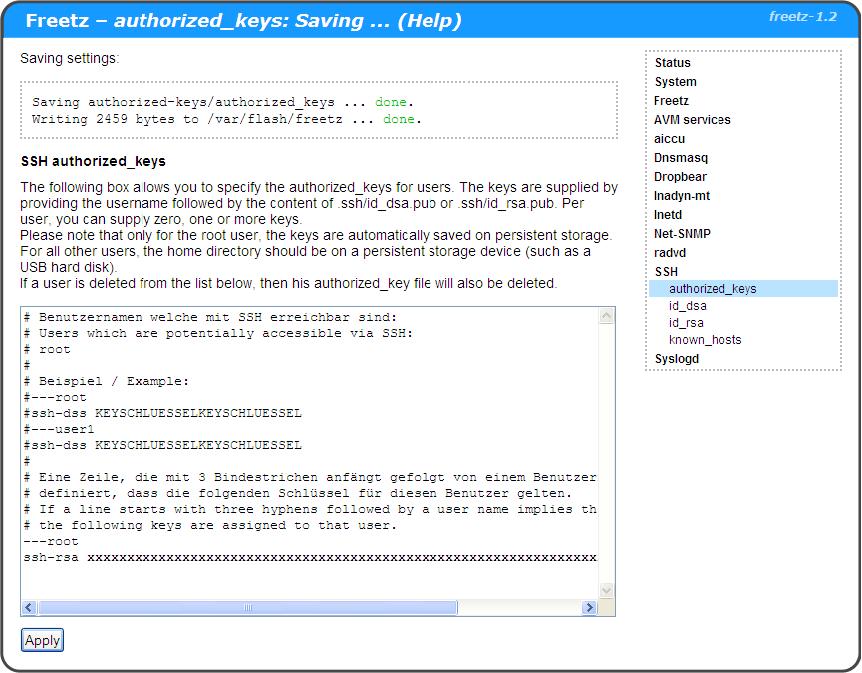 Freetz – authorized_keys: Saving ... (Help)
freetz-1.2
Saving settings:
Saving authorized-keys/authorized_keys ... done.
Writing 2459 bytes to /var/flash/freetz ... done.
SSH authorized_keys
The following box allows you to specify the authorized_keys for users. The keys are supplied by
providing the username followed by the content of .ssh/id_dsa.pub or .ssh/id_rsa.pub. Per
user, you can supply zero, one or more keys.
Please note that only for the root user, the keys are automatically saved on persistent storage.
For all other users, the home directory should be on a persistent storage device (such as a
USB hard disk).
If a user is deleted from the list below, then his authorized_key file will also be deleted.
# Benutzernamen welche mit SSH erreichbar sind:
# Users which are potentially accessible via SSH:
# root
#
# Beispiel / Example:
#---root
#ssh-dss KEYSCHLUESSELKEYSCHLUESSEL
#---user1
#ssh-dss KEYSCHLUESSELKEYSCHLUESSEL
#
# Eine Zeile, die mit 3 Bindestrichen anfängt gefolgt von einem Benutzer
# definiert, dass die folgenden Schlüssel für diesen Benutzer gelten.
# If a line starts with three hyphens followed by a user name implies th
# the following keys are assigned to that user.
---root
ssh-rsa xxxxxxxxxxxxxxxxxxxxxxxxxxxxxxxxxxxxxxxxxxxxxxxxxxxxxxxxxxxxxxxx
Apply
Status
System
Freetz
AVM services
aiccu
Dnsmasq
Dropbear
Inadyn-mt
Inetd
Net-SNMP
radvd
SSH
authorized_keys
id_dsa
id_rsa
known_hosts
Syslogd